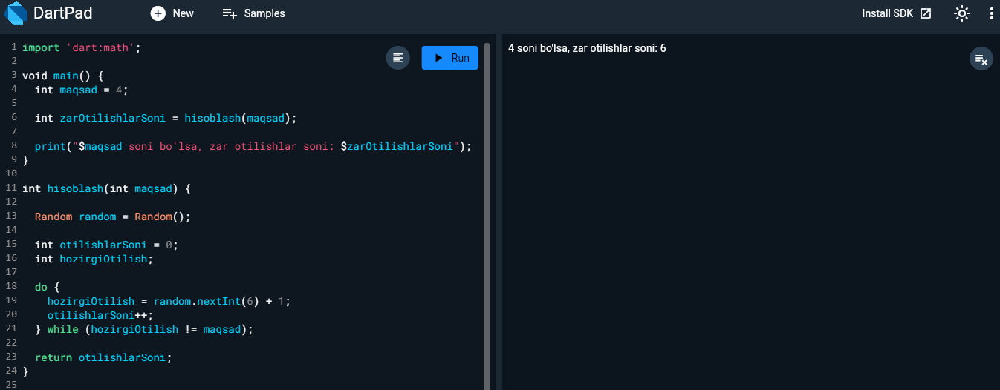 DartPad
New
Samples
Install SDK
Run
1 import 'dart:math';
2
3 void main() {
4 int maqsad = 4;
5
6 int zarOtilishlarSoni = hisoblash(maqsad);
7
8 print("$maqsad soni bo'lsa, zar otilishlar soni: $zarOtilishlarSoni");
9 }
10
11 int hisoblash(int maqsad) {
12
13 Random random = Random();
14
15 int otilishlarSoni = 0;
16 int hozirgiOtilish;
17
18 do {
19 hozirgiOtilish = random.nextInt(6) + 1;
20 otilishlarSoni++;
21 } while (hozirgiOtilish != maqsad);
22
23 return otilishlarSoni;
24 }
25
4 soni bo'lsa, zar otilishlar soni: 6